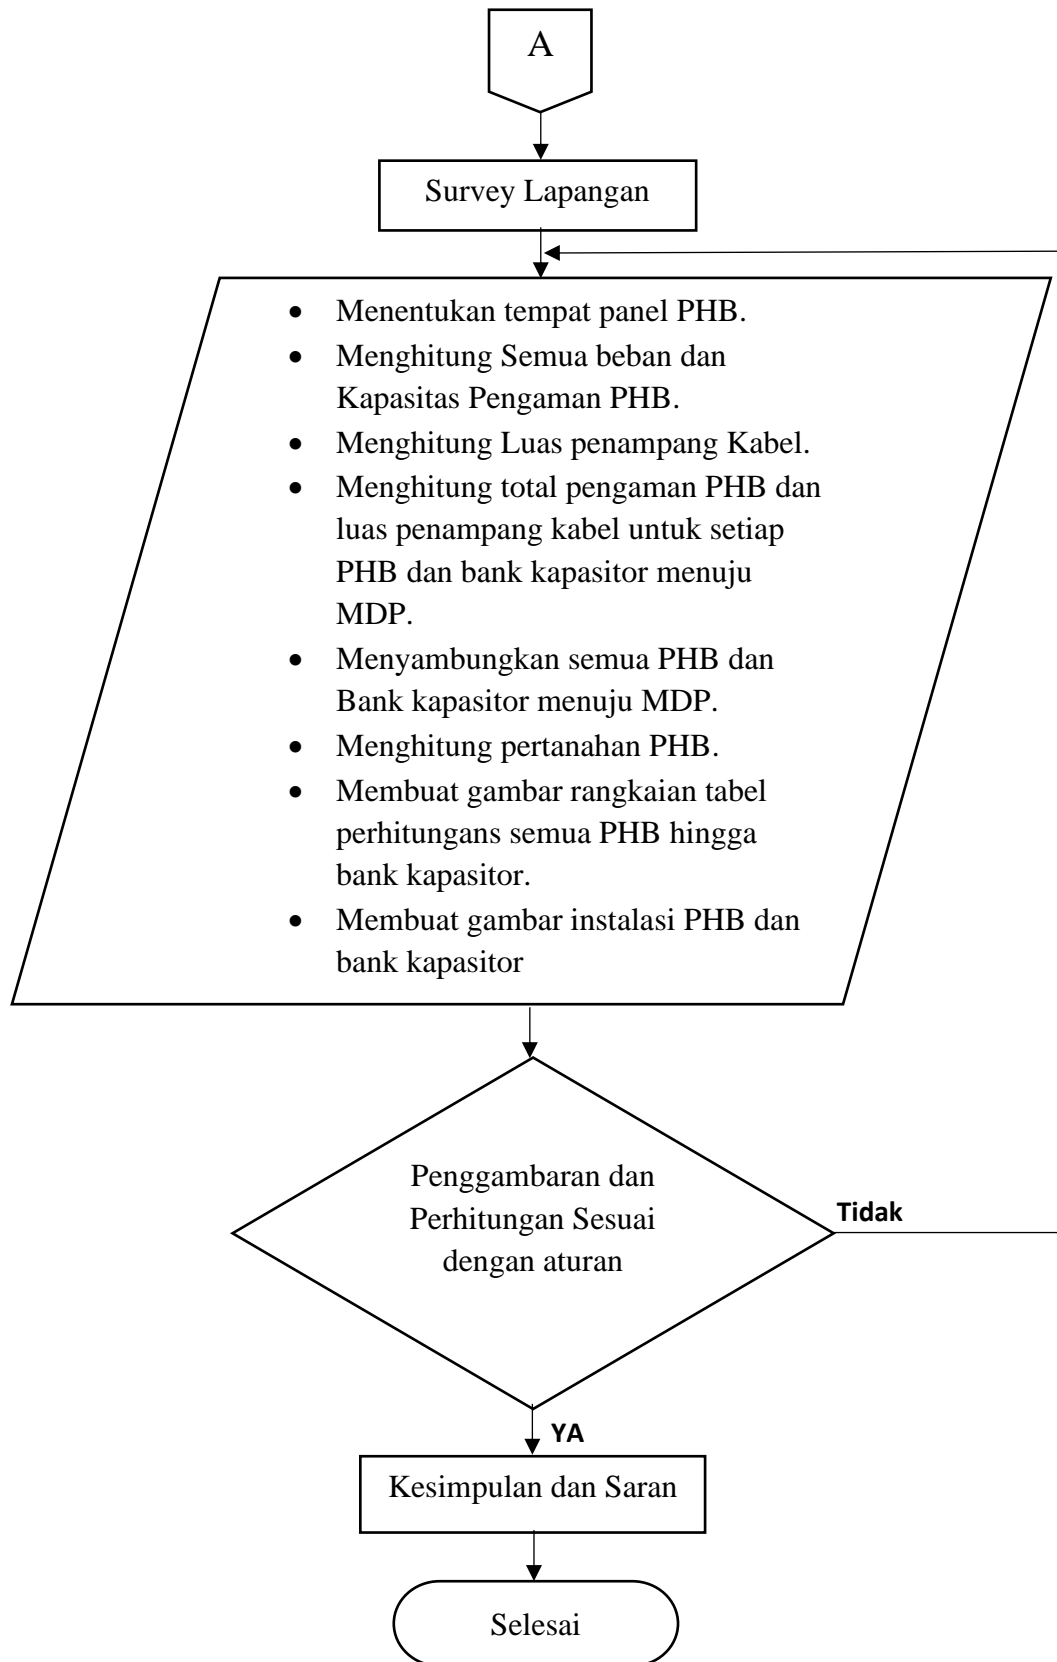 A
Survey Lapangan
• Menentukan tempat panel PHB.
• Menghitung Semua beban dan
Kapasitas Pengaman PHB.
• Menghitung Luas penampang Kabel.
• Menghitung total pengaman PHB dan
luas penampang kabel untuk setiap
PHB dan bank kapasitor menuju
MDP.
• Menyambungkan semua PHB dan
Bank kapasitor menuju MDP.
• Menghitung pertanahan PHB.
• Membuat gambar rangkaian tabel
perhitungans semua PHB hingga
bank kapasitor.
• Membuat gambar instalasi PHB dan
bank kapasitor
Penggambaran dan
Perhitungan Sesuai
dengan aturan
Tidak
YA
Kesimpulan dan Saran
Selesai